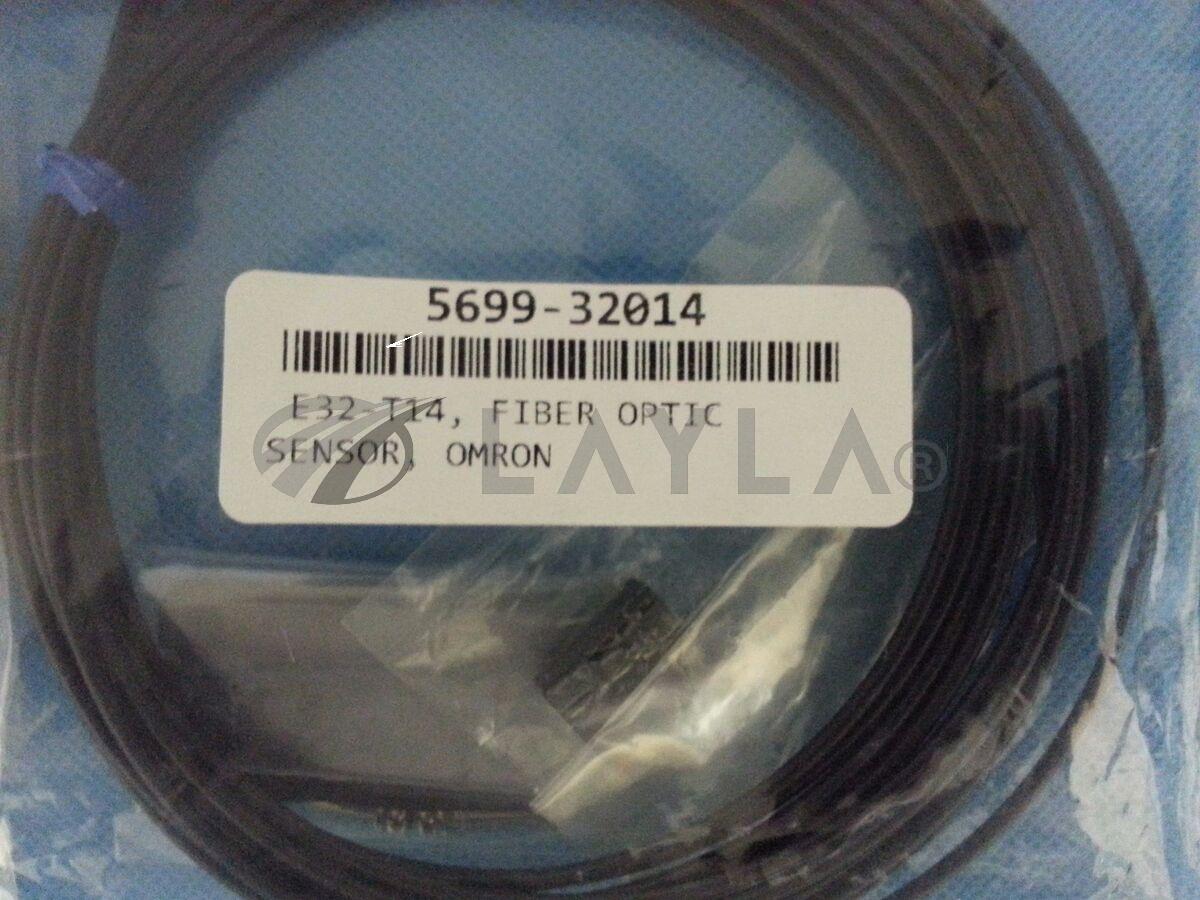 5699-32014
E32-T14, FIBER OPTIC
SENSOR, OMRON
LAYLA®